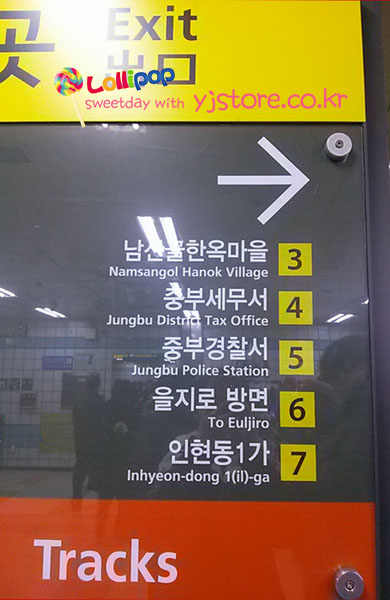 곳 Exit
出口
Lollipop
sweetday with yjstore.co.kr
남산골한옥마을 3
Namsangol Hanok Village
중부세무서 4
Jungbu District Tax Office
중부경찰서 5
Jungbu Police Station
을지로 방면 6
To Euljiro
인현동1가 7
Inhyeon-dong 1(il)-ga
Tracks